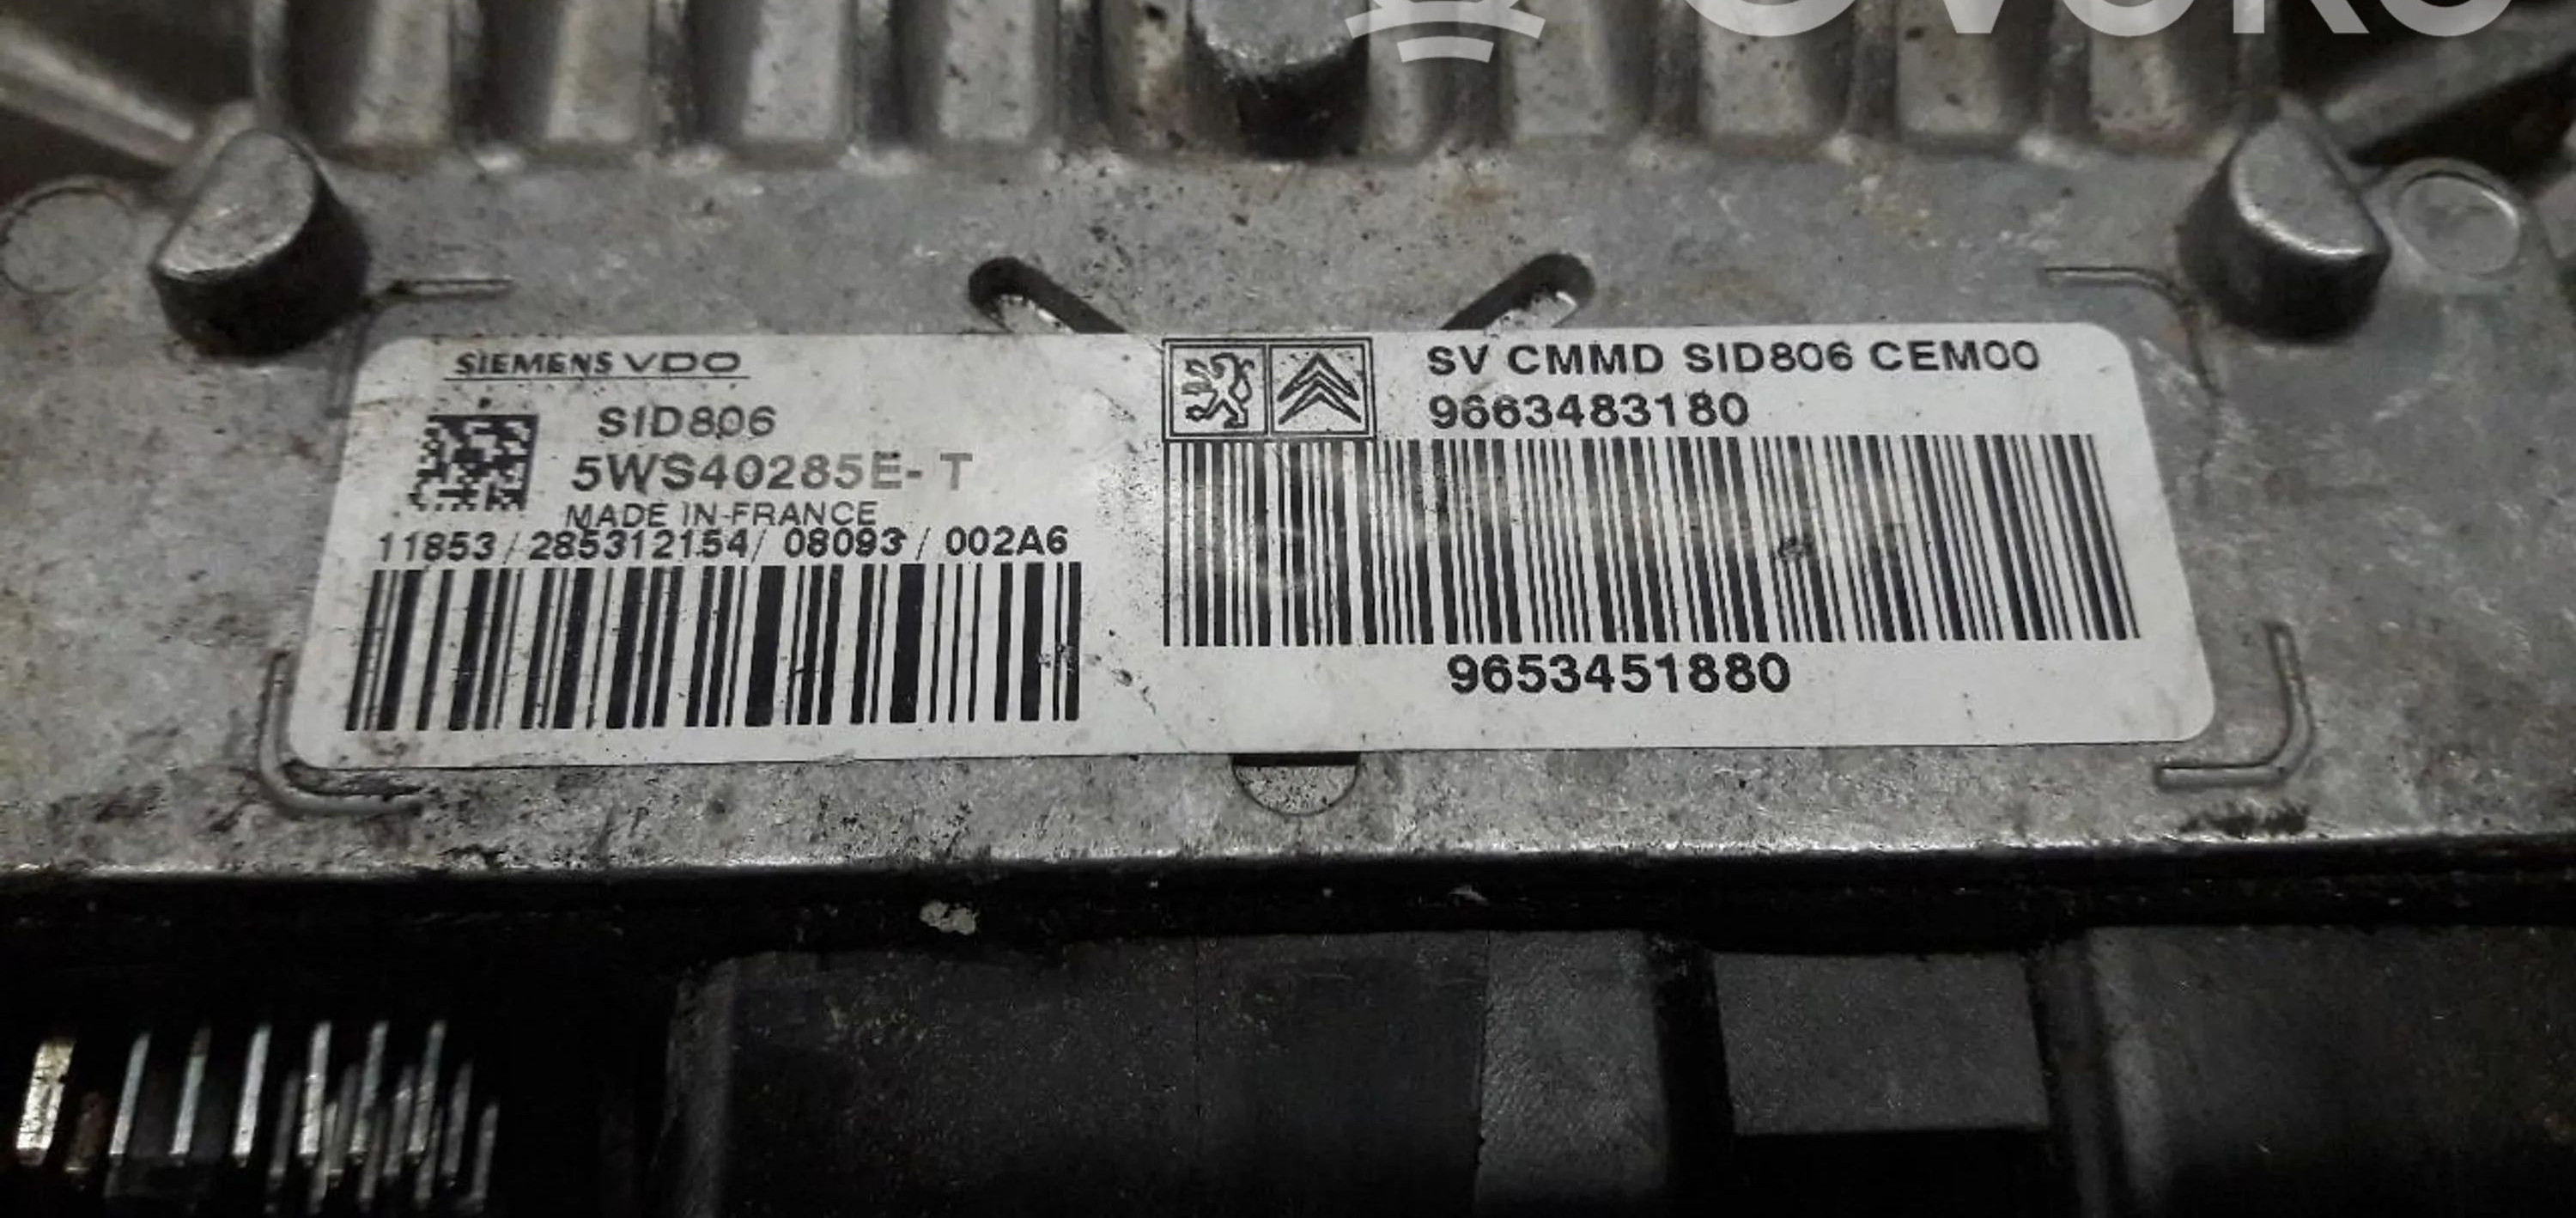 SIEMENS VDO
SID806
5WS40285E-T
MADE IN-FRANCE
11853/285312154/08093/002A6
SV CMMD SID806 CEM00
9663483180
9653451880